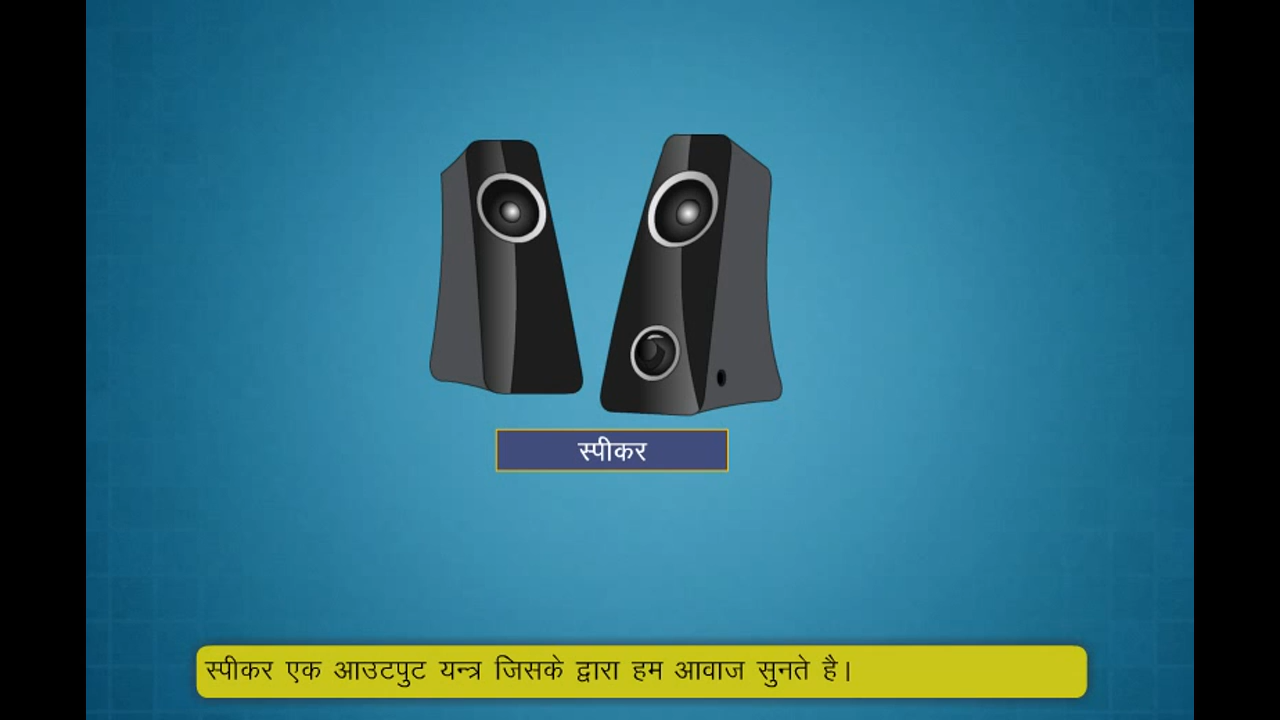 स्पीकर
स्पीकर एक आउटपुट यन्त्र जिसके द्वारा हम आवाज सुनते है।